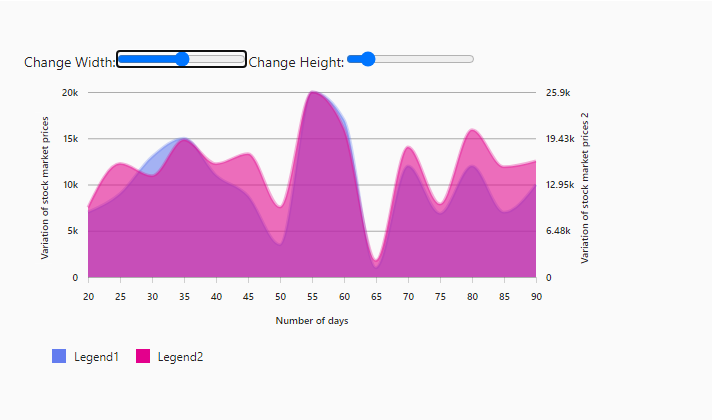 Change Width: Change Height:
Variation of stock market prices
20k
15k
10k
5k
0
25.9k
19.43k
12.95k
6.48k
0
Variation of stock market prices 2
20 25 30 35 40 45 50 55 60 65 70 75 80 85 90
Number of days
Legend1 Legend2